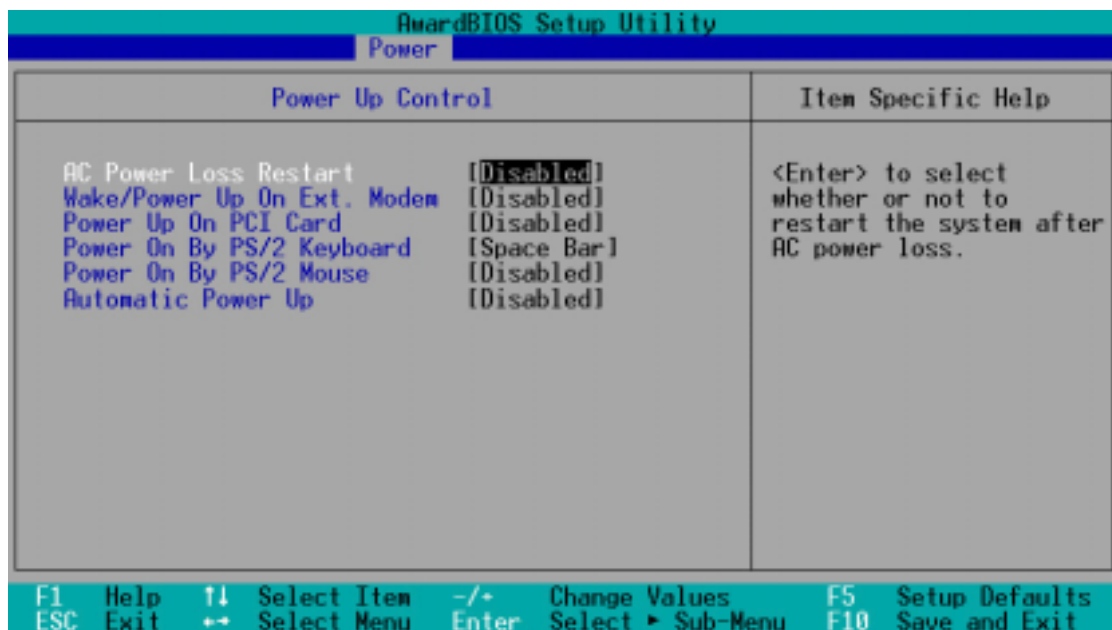 AwardBIOS Setup Utility
Power
Power Up Control
AC Power Loss Restart [Disabled]
Wake/Power Up On Ext. Modem [Disabled]
Power Up On PCI Card [Disabled]
Power On By PS/2 Keyboard [Space Bar]
Power On By PS/2 Mouse [Disabled]
Automatic Power Up [Disabled]
Item Specific Help
<Enter> to select
whether or not to
restart the system after
AC power loss.
F1 Help ↑↓ Select Item -/+ Change Values F5 Setup Defaults
ESC Exit ←→ Select Menu Enter Select ► Sub-Menu F10 Save and Exit